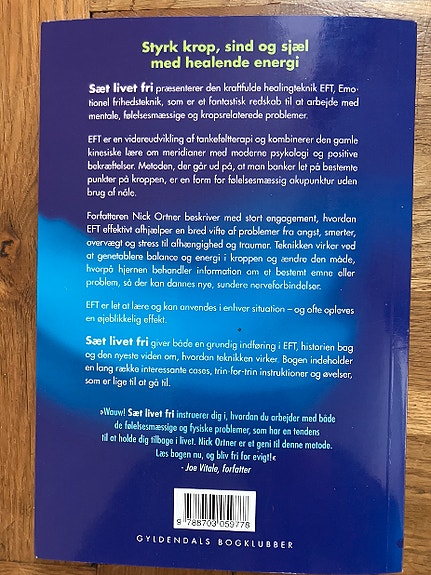 Styrk krop, sind og sjæl
med healende energi
Sæt livet fri præsenterer den kraftfulde healingteknik EFT, Emo-
tionel frihedsteknik, som er et fantastisk redskab til at arbejde med
mentale, følelsesmæssige og kropsrelaterede problemer.
EFT er en videreudvikling af tankefeltterapi og kombinerer den gamle
kinesiske lære om meridianer med moderne psykologi og positive
bekræftelser. Metoden, der går ud på, at man banker let på bestemte
punkter på kroppen, er en form for følelsesmæssig akupunktur uden
brug af nåle.
Forfatteren Nick Ortner beskriver med stort engagement, hvordan
EFT effektivt afhjælper en bred vifte af problemer fra angst, smerter,
overvægt og stress til afhængighed og traumer. Teknikken virker ved
at genetablere balance og energi i kroppen og ændre den måde,
hvorpå hjernen behandler information om et bestemt emne eller
problem, så der kan dannes nye, sundere nerveforbindelser.
EFT er let at lære og kan anvendes i enhver situation – og ofte opleves
en øjeblikkelig effekt.
Sæt livet fri giver både en grundig indføring i EFT, historien bag
og den nyeste viden om, hvordan teknikken virker. Bogen indeholder
en lang række interessante cases, trin-for-trin instruktioner og øvelser,
som er lige til at gå til.
»Wauw! Sæt livet fri instruerer dig i, hvordan du arbejder med både
de følelsesmæssige og fysiske problemer, som har en tendens
til at holde dig tilbage i livet. Nick Ortner er et geni til denne metode.
Læs bogen nu, og bliv fri for evigt!«
- Joe Vitale, forfatter
9 788703 059778
GYLDENDALS BOGKLUBBER